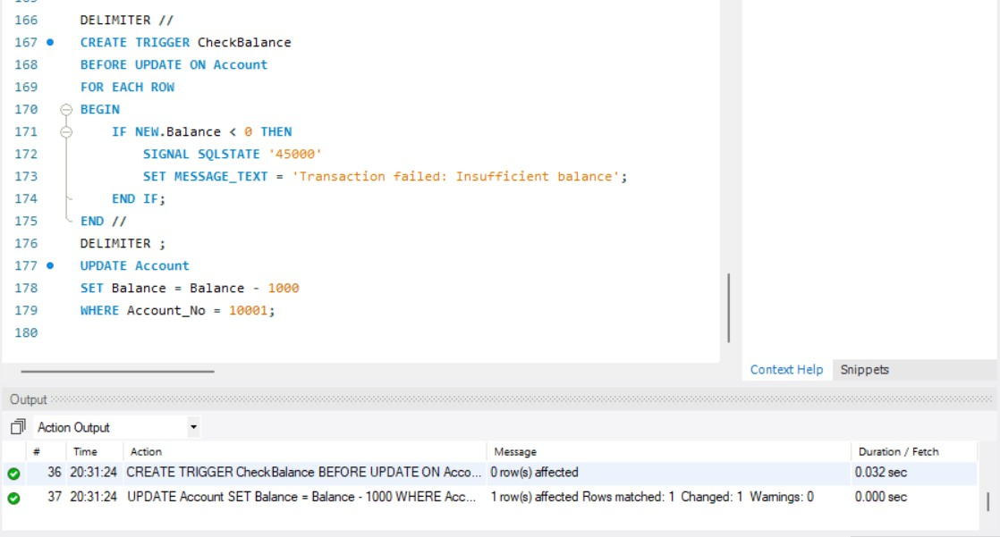 166 DELIMITER //
167 CREATE TRIGGER CheckBalance
168 BEFORE UPDATE ON Account
169 FOR EACH ROW
170 BEGIN
171 IF NEW.Balance < 0 THEN
172 SIGNAL SQLSTATE '45000'
173 SET MESSAGE_TEXT = 'Transaction failed: Insufficient balance';
174 END IF;
175 END //
176 DELIMITER ;
177 UPDATE Account
178 SET Balance = Balance - 1000
179 WHERE Account_No = 10001;
180
Context Help Snippets
Output
Action Output
# Time Action Message Duration / Fetch
36 20:31:24 CREATE TRIGGER CheckBalance BEFORE UPDATE ON Acco... 0 row(s) affected 0.032 sec
37 20:31:24 UPDATE Account SET Balance = Balance - 1000 WHERE Acc... 1 row(s) affected Rows matched: 1 Changed: 1 Warnings: 0 0.000 sec